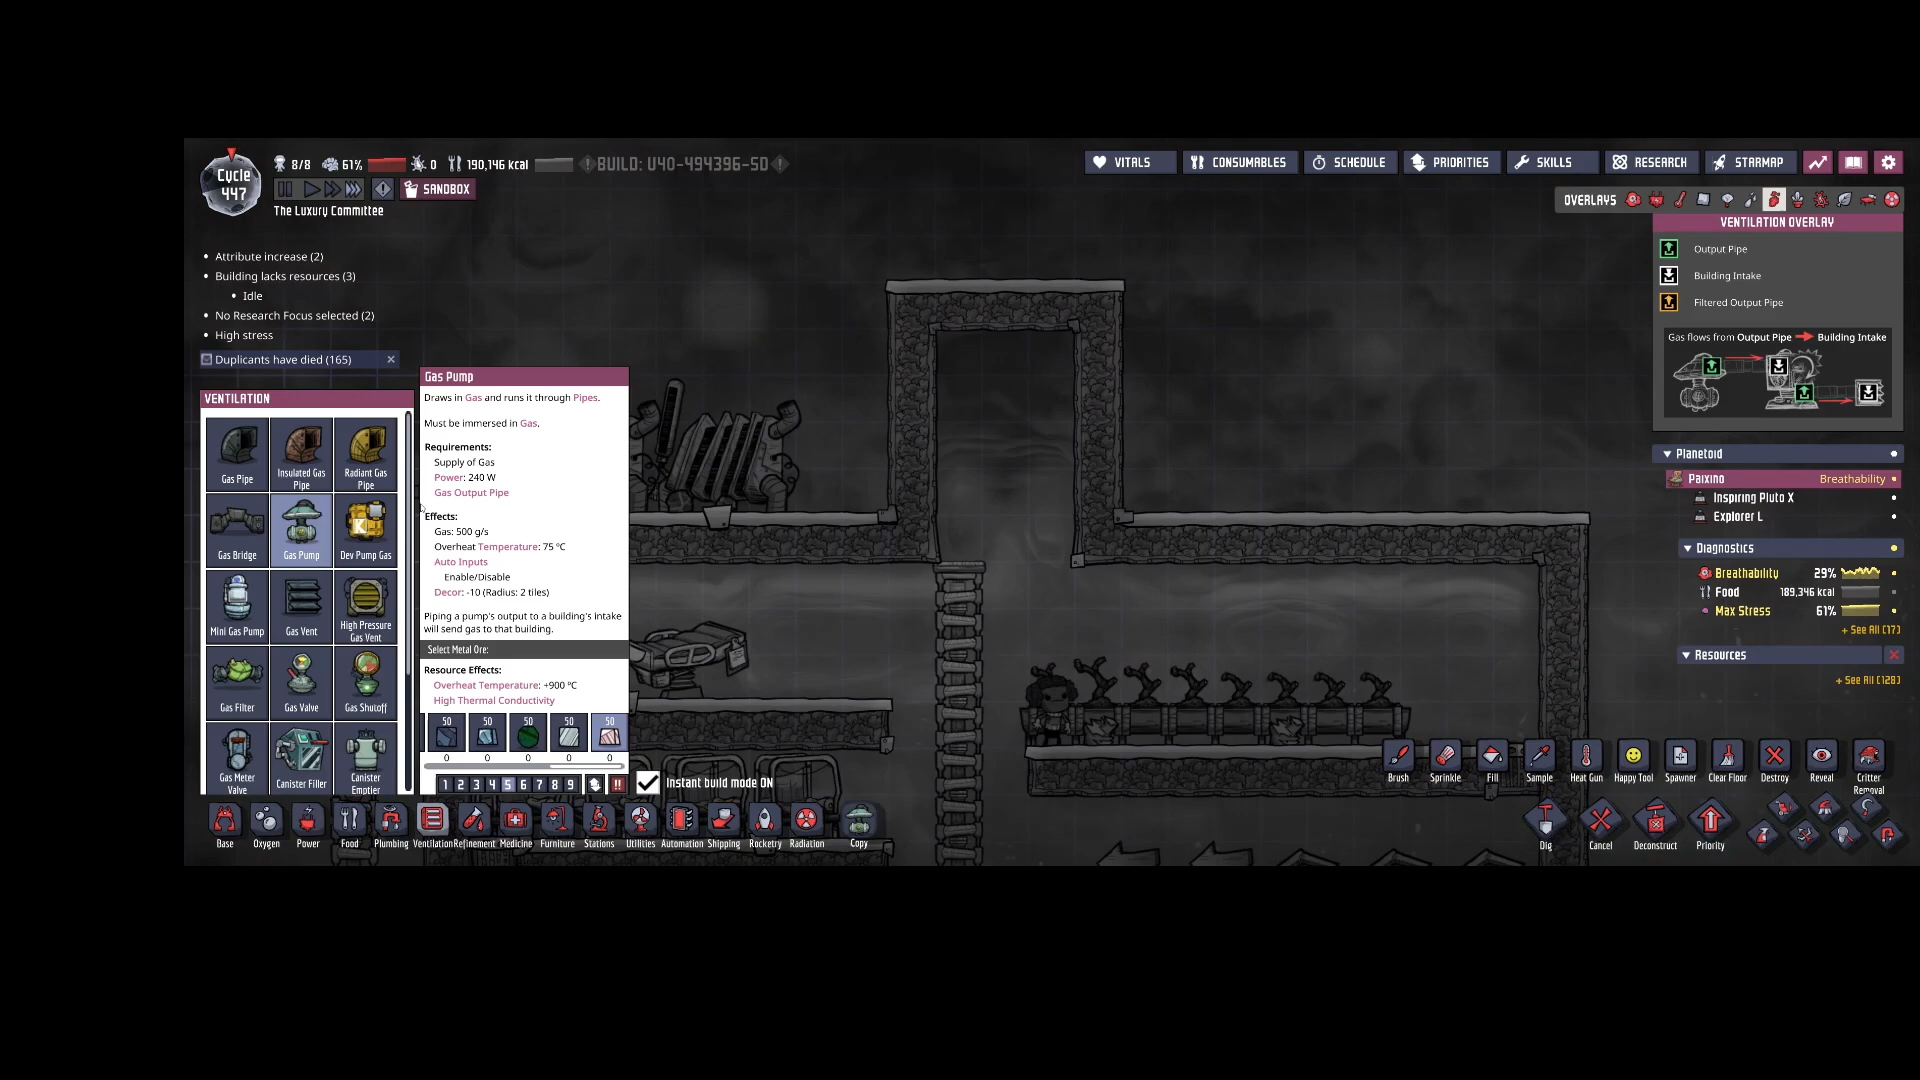 Cycle
447
8/8
61%
0
190,146 kcal
BUILD: U40-494396-SD
SANDBOX
The Luxury Committee
VITALS
CONSUMABLES
SCHEDULE
PRIORITIES
SKILLS
RESEARCH
STARMAP
OVERLAYS
VENTILATION OVERLAY
Output Pipe
Building Intake
Filtered Output Pipe
Gas flows from Output Pipe Building Intake
• Attribute increase (2)
• Building lacks resources (3)
• Idle
• No Research Focus selected (2)
• High stress
Duplicants have died (165)
VENTILATION
Gas Pipe
Insulated Gas
Pipe
Radiant Gas
Pipe
Gas Bridge
Gas Pump
Dev Pump Gas
Mini Gas Pump
Gas Vent
High Pressure
Gas Vent
Gas Filter
Gas Valve
Gas Shutoff
Gas Meter
Valve
Canister Filler
Canister
Emptier
Gas Pump
Draws in Gas and runs it through Pipes.
Must be immersed in Gas.
Requirements:
Supply of Gas
Power: 240 W
Gas Output Pipe
Effects:
Gas: 500 g/s
Overheat Temperature: 75 °C
Auto Inputs
Enable/Disable
Decor: -10 (Radius: 2 tiles)
Piping a pump's output to a building's intake
will send gas to that building.
Select Metal Ore:
Resource Effects:
Overheat Temperature: +900 °C
High Thermal Conductivity
50 50 50 50 50
0 0 0 0 0
1 2 3 4 5 6 7 8 9 !!
Instant build mode ON
Planetoid
Paixino
Breathability
Inspiring Pluto X
Explorer L
Diagnostics
Breathability 29%
Food 189,346 kcal
Max Stress 61%
+ See All (17)
Resources
+ See All (128)
Brush
Sprinkle
Fill
Sample
Heat Gun
Happy Tool
Spawner
Clear Floor
Destroy
Reveal
Critter
Removal
Base
Oxygen
Power
Food
Plumbing
Ventilation
Refinement
Medicine
Furniture
Stations
Utilities
Automation
Shipping
Rocketry
Radiation
Copy
Dig
Cancel
Deconstruct
Priority